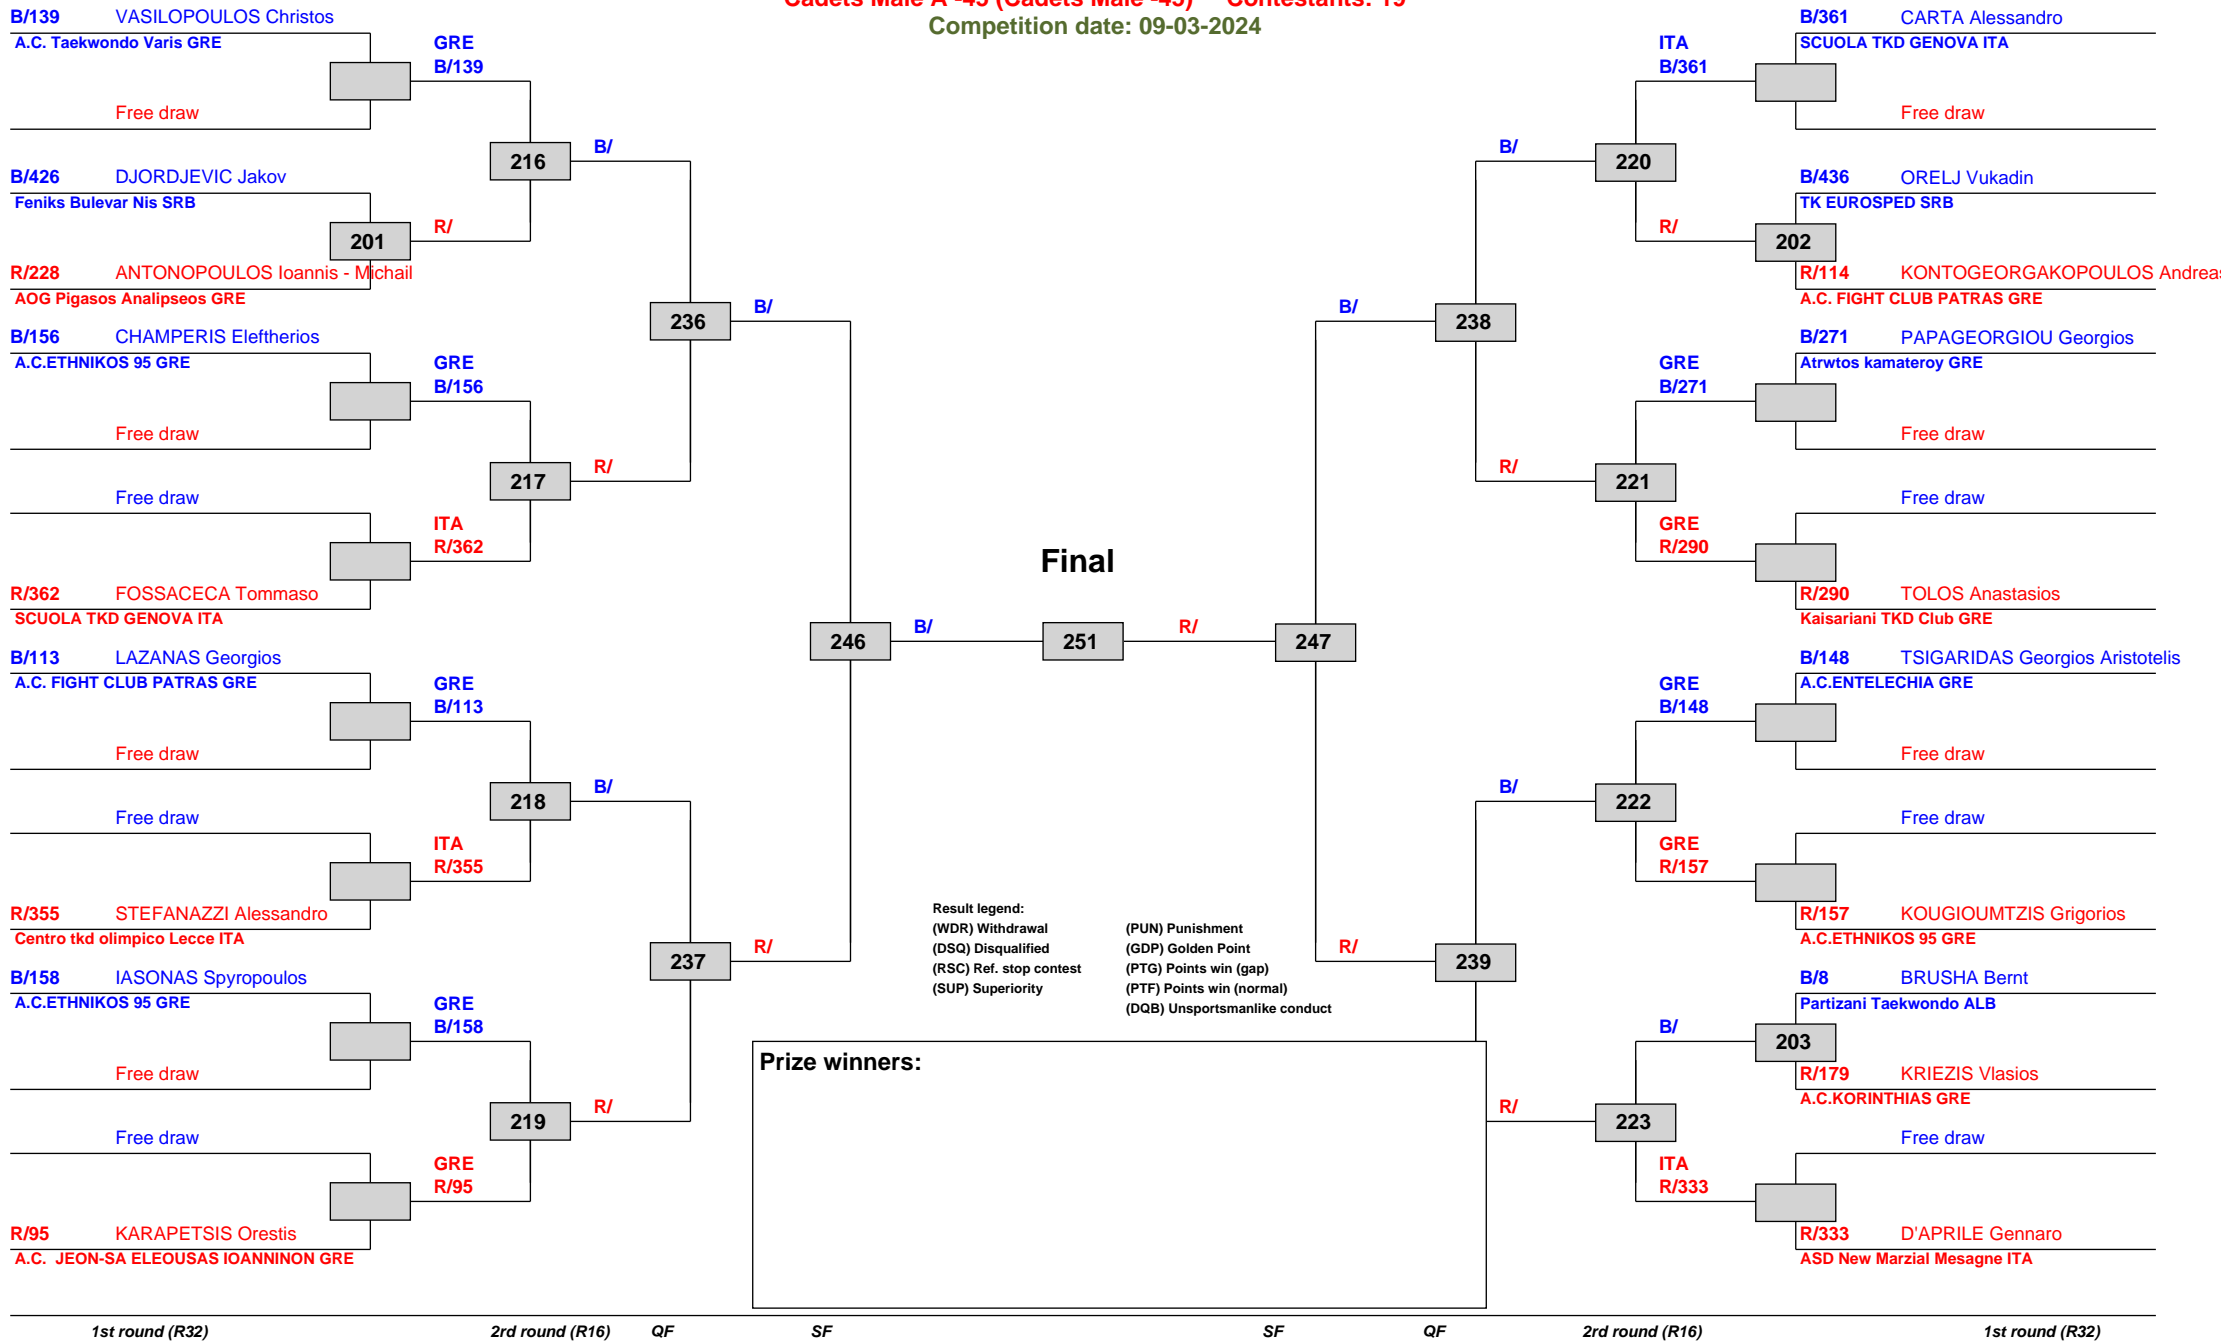 Cadets Male A -45 (Cadets Male -45) Contestants: 19
Competition date: 09-03-2024
B/139 VASILOPOULOS Christos
A.C. Taekwondo Varis GRE
GRE
B/139
Free draw
216
B/
B/426 DJORDJEVIC Jakov
Feniks Bulevar Nis SRB
201
R/
R/228 ANTONOPOULOS Ioannis - Michail
AOG Pigasos Analipseos GRE
236
B/
B/156 CHAMPERIS Eleftherios
A.C.ETHNIKOS 95 GRE
GRE
B/156
Free draw
217
R/
Free draw
ITA
R/362
R/362 FOSSACECA Tommaso
SCUOLA TKD GENOVA ITA
246
B/
B/113 LAZANAS Georgios
A.C. FIGHT CLUB PATRAS GRE
GRE
B/113
Free draw
218
B/
Free draw
ITA
R/355
R/355 STEFANAZZI Alessandro
Centro tkd olimpico Lecce ITA
237
R/
B/158 IASONAS Spyropoulos
A.C.ETHNIKOS 95 GRE
GRE
B/158
Free draw
219
R/
Free draw
GRE
R/95
R/95 KARAPETSIS Orestis
A.C. JEON-SA ELEOUSAS IOANNINON GRE
Final
251
R/
247
Result legend:
(WDR) Withdrawal
(DSQ) Disqualified
(RSC) Ref. stop contest
(SUP) Superiority
(PUN) Punishment
(GDP) Golden Point
(PTG) Points win (gap)
(PTF) Points win (normal)
(DQB) Unsportsmanlike conduct
Prize winners:
B/361 CARTA Alessandro
SCUOLA TKD GENOVA ITA
ITA
B/361
Free draw
B/
220
B/436 ORELJ Vukadin
TK EUROSPED SRB
R/
202
R/114 KONTOGEORGAKOPOULOS Andreas
A.C. FIGHT CLUB PATRAS GRE
B/
238
B/271 PAPAGEORGIOU Georgios
Atrwtos kamateroy GRE
GRE
B/271
Free draw
R/
221
Free draw
GRE
R/290
R/290 TOLOS Anastasios
Kaisariani TKD Club GRE
B/148 TSIGARIDAS Georgios Aristotelis
A.C.ENTELECHIA GRE
GRE
B/148
Free draw
B/
222
Free draw
GRE
R/157
R/157 KOUGIOUMTZIS Grigorios
A.C.ETHNIKOS 95 GRE
R/
239
B/8 BRUSHA Bernt
Partizani Taekwondo ALB
B/
203
R/179 KRIEZIS Vlasios
A.C.KORINTHIAS GRE
R/
223
Free draw
ITA
R/333
R/333 D'APRILE Gennaro
ASD New Marzial Mesagne ITA
1st round (R32) 2rd round (R16) QF SF SF QF 2rd round (R16) 1st round (R32)